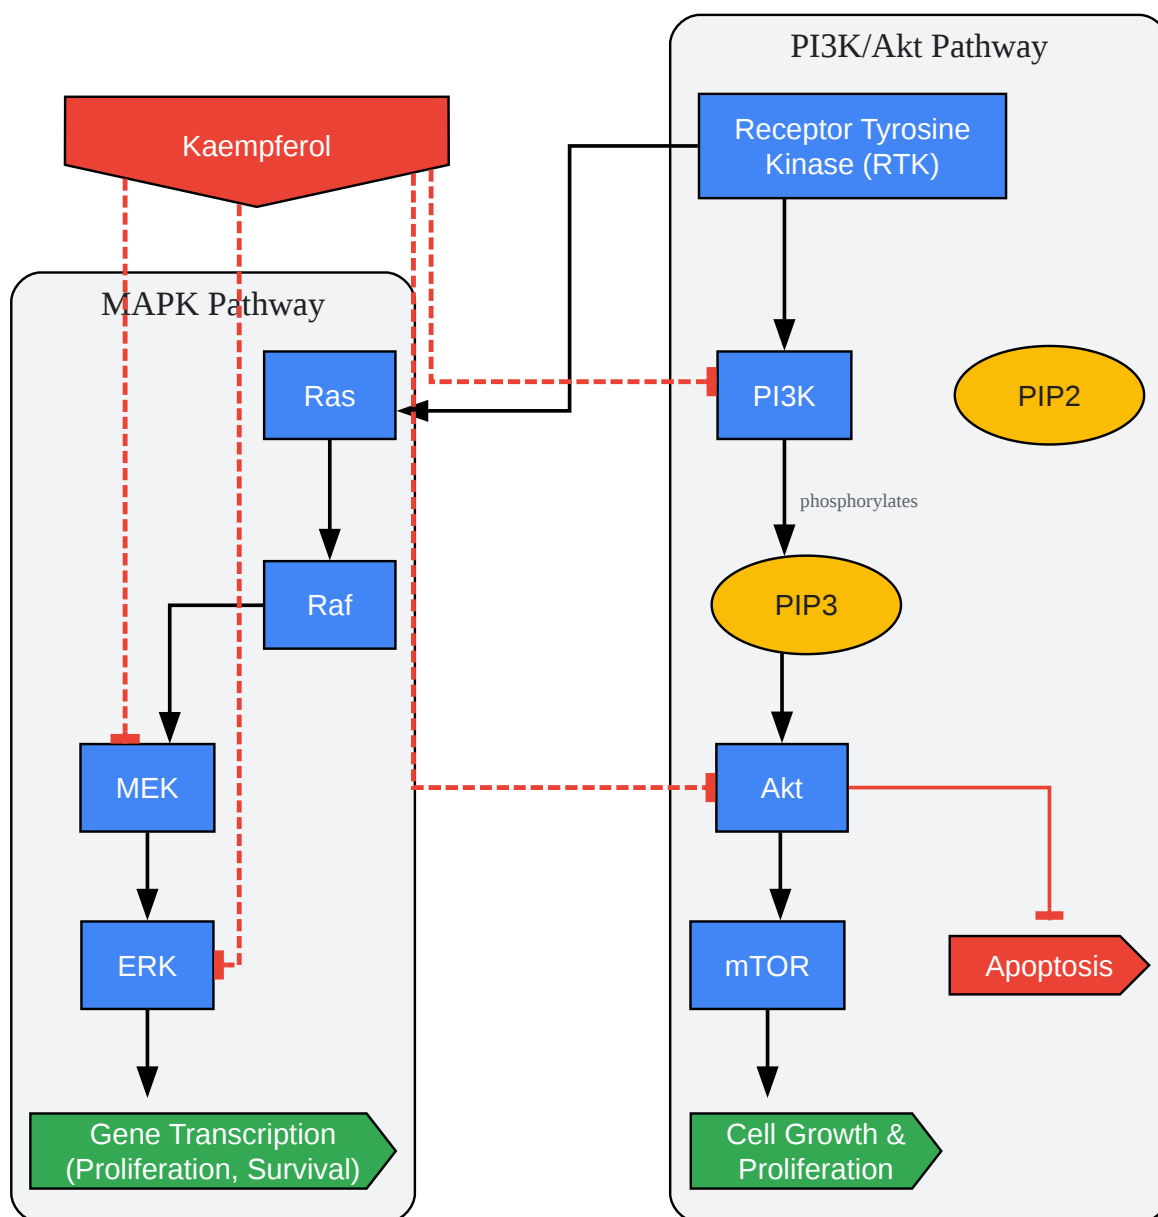 PI3K/Akt Pathway
Kaempferol
Receptor Tyrosine
Kinase (RTK)
MAPK Pathway
Ras
PI3K
PIP2
phosphorylates
Raf
PIP3
MEK
Akt
ERK
mTOR
Apoptosis
Gene Transcription
(Proliferation, Survival)
Cell Growth &
Proliferation